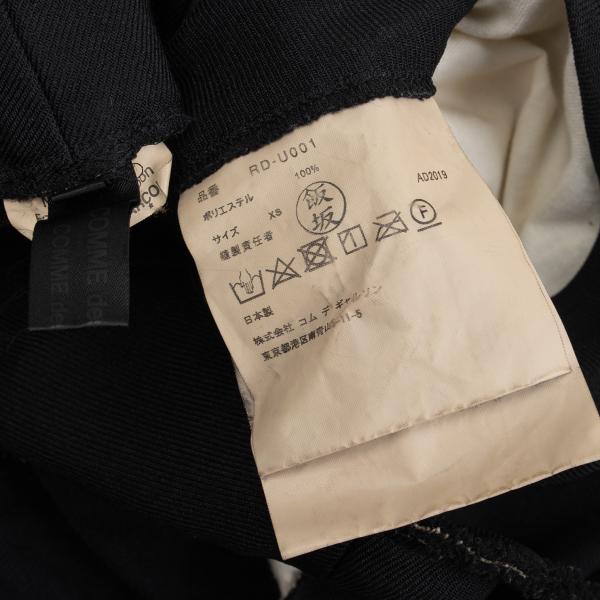 品番 RD-U001
ポリエステル 100%
サイズ XS
AD2019
縫製責任者 飯坂
F
日本製
株式会社 コム デ ギャルソン
東京都港区南青山5-11-5
COMME des
COMME